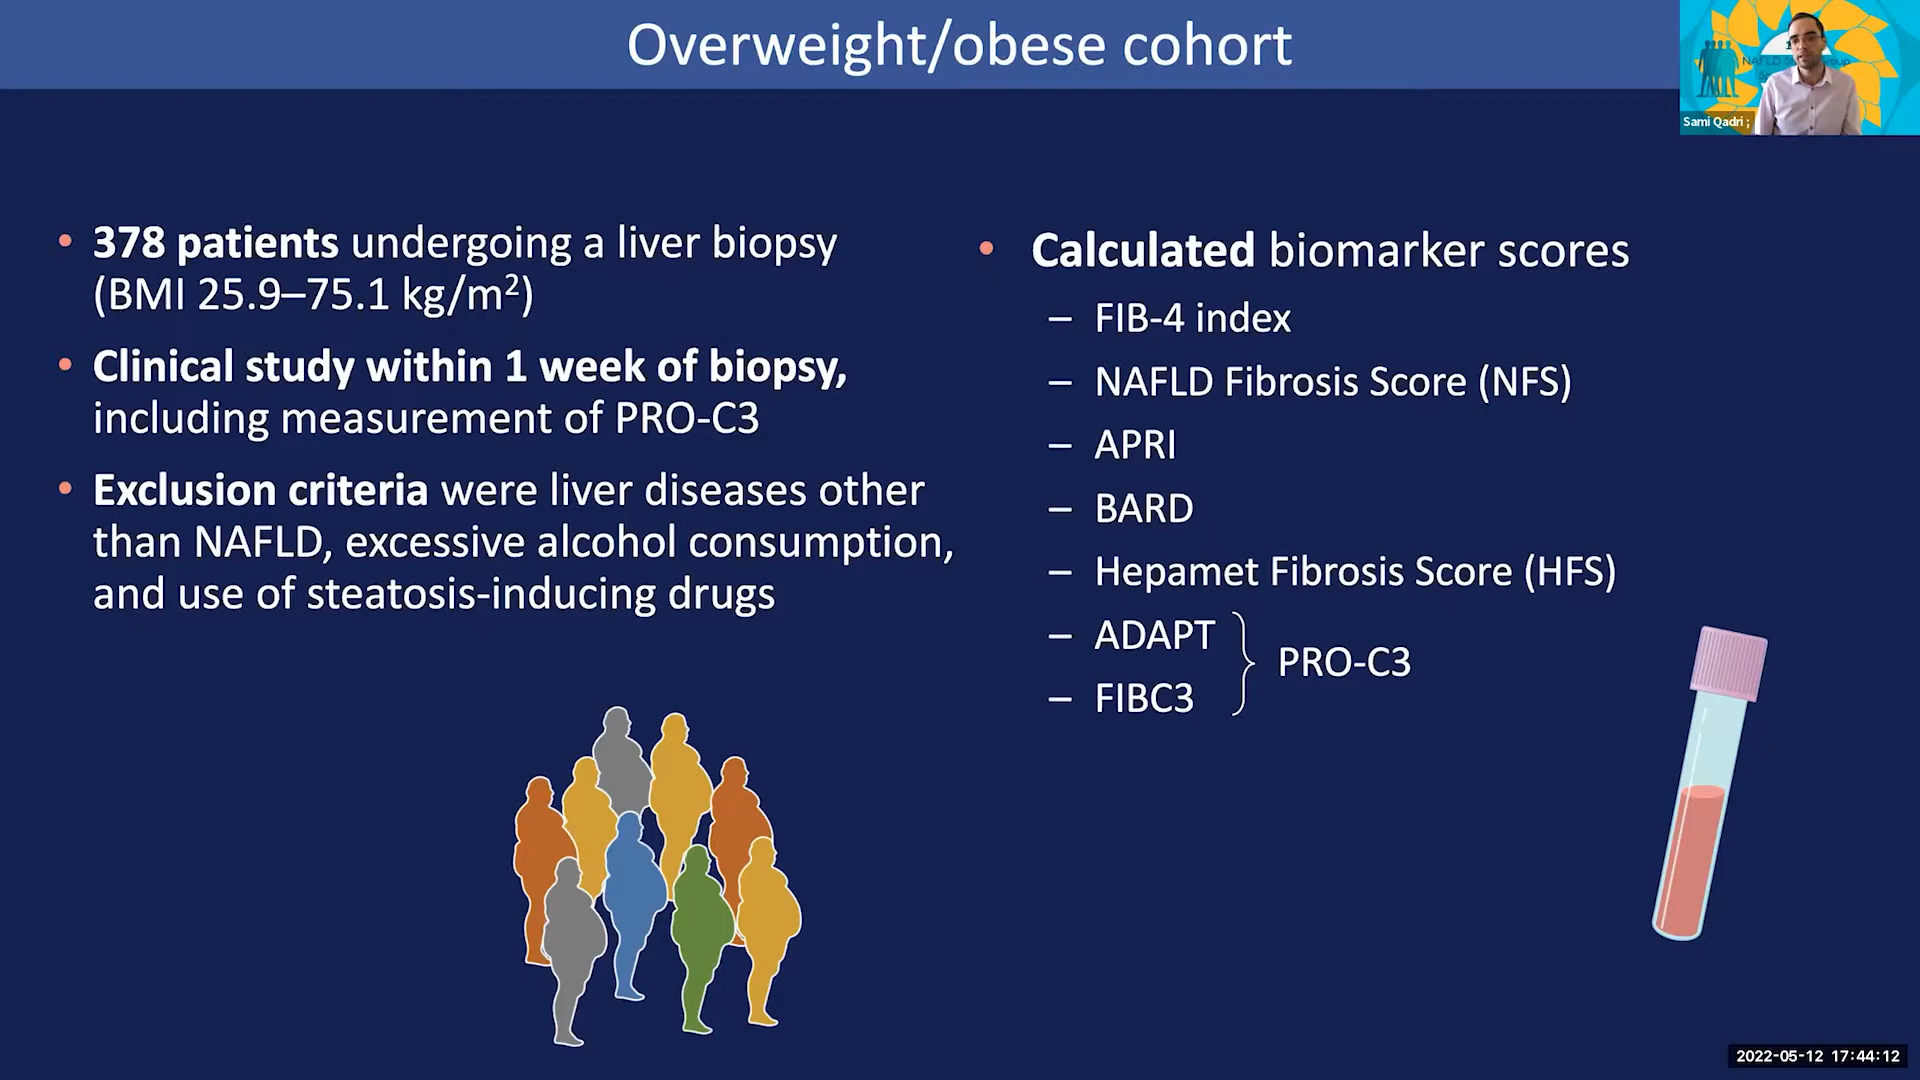 Overweight/obese cohort
NAFLD
Sami Qadri ;
• 378 patients undergoing a liver biopsy
(BMI 25.9–75.1 kg/m²)
• Clinical study within 1 week of biopsy,
including measurement of PRO-C3
• Exclusion criteria were liver diseases other
than NAFLD, excessive alcohol consumption,
and use of steatosis-inducing drugs
• Calculated biomarker scores
– FIB-4 index
– NAFLD Fibrosis Score (NFS)
– APRI
– BARD
– Hepamet Fibrosis Score (HFS)
– ADAPT
– FIBC3
PRO-C3
2022-05-12 17:44:12